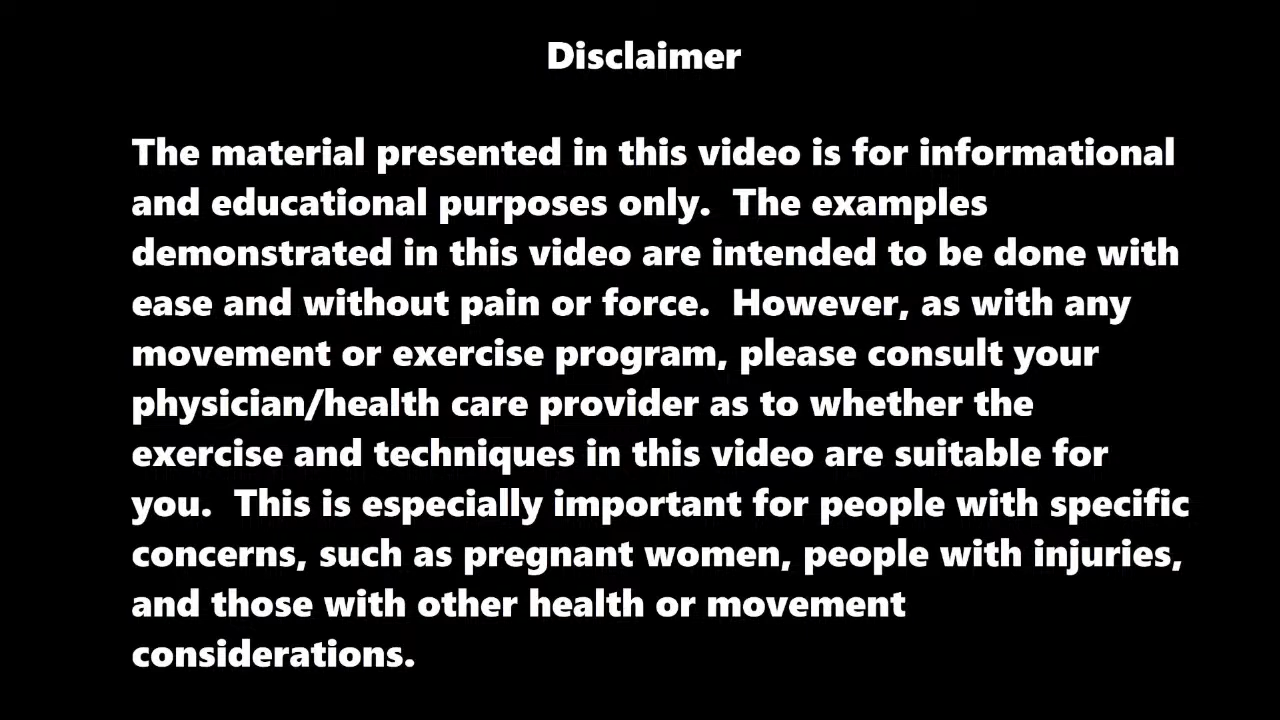 Disclaimer
The material presented in this video is for informational
and educational purposes only.  The examples
demonstrated in this video are intended to be done with
ease and without pain or force.  However, as with any
movement or exercise program, please consult your
physician/health care provider as to whether the
exercise and techniques in this video are suitable for
you.  This is especially important for people with specific
concerns, such as pregnant women, people with injuries,
and those with other health or movement
considerations.